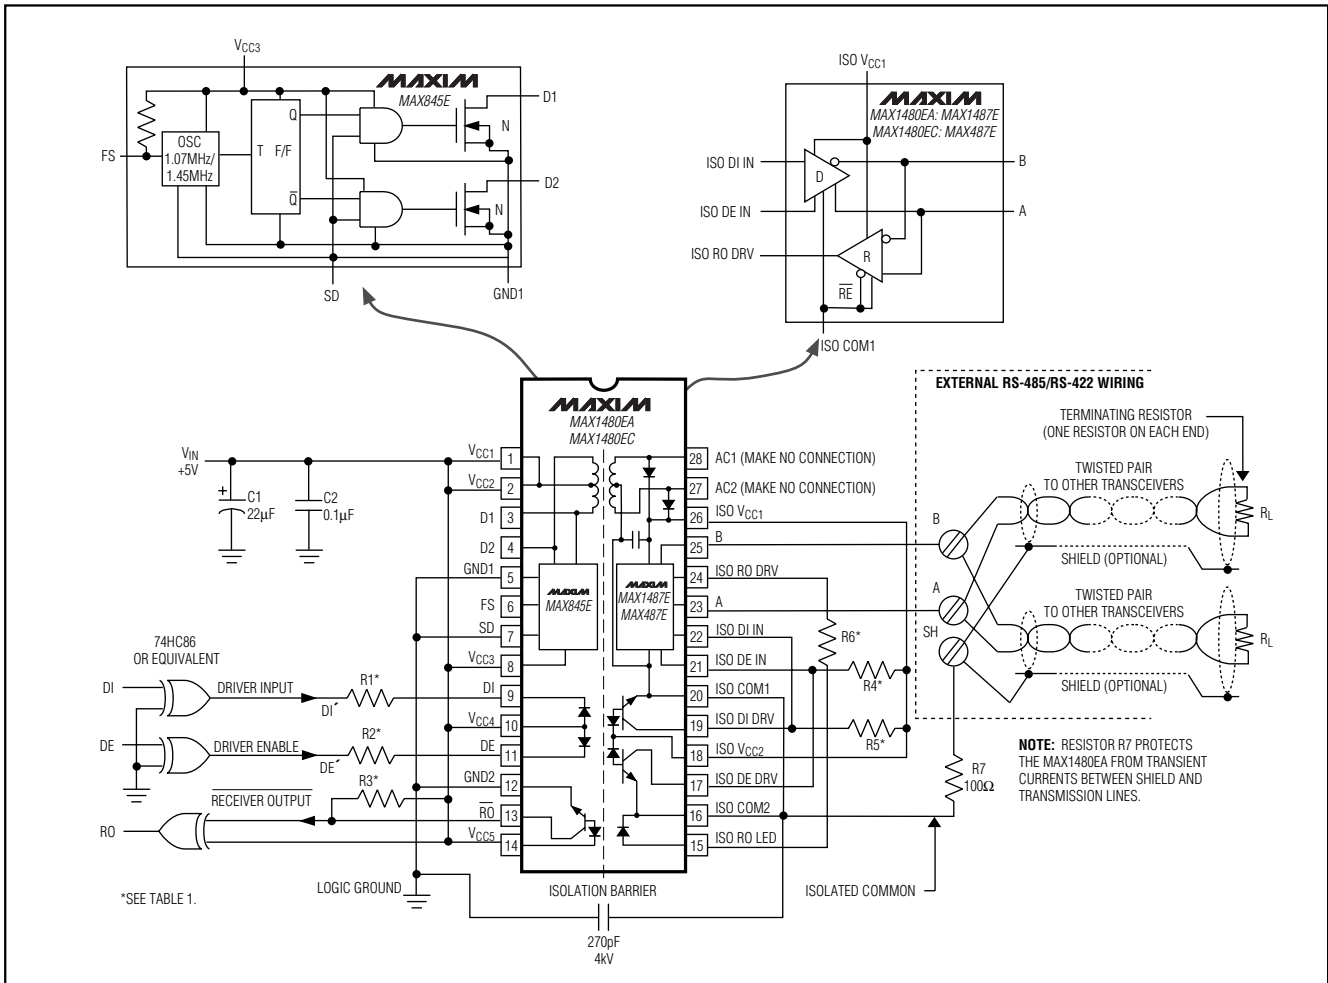 VCC3
MAXIM
MAX845E
D1
Q
N
OSC
1.07MHz/
1.45MHz
T F/F
FS
Q̅
D2
N
SD
GND1
ISO VCC1
MAXIM
MAX1480EA: MAX1487E
MAX1480EC: MAX487E
ISO DI IN
D
B
ISO DE IN
A
ISO RO DRV
R
R̅E̅
ISO COM1
MAXIM
MAX1480EA
MAX1480EC
VIN
+5V
C1
22µF
+
C2
0.1µF
VCC1
1
VCC2
2
D1
3
D2
4
GND1
5
FS
6
SD
7
VCC3
8
DI
9
VCC4
10
DE
11
GND2
12
R̅O̅
13
VCC5
14
MAXIM
MAX845E
MAXIM
MAX1487E
MAX487E
28
AC1 (MAKE NO CONNECTION)
27
AC2 (MAKE NO CONNECTION)
26
ISO VCC1
25
B
24
ISO RO DRV
23
A
22
ISO DI IN
21
ISO DE IN
20
ISO COM1
19
ISO DI DRV
18
ISO VCC2
17
ISO DE DRV
16
ISO COM2
15
ISO RO LED
R6*
R4*
R5*
74HC86
OR EQUIVALENT
DI
DRIVER INPUT
DI´
R1*
DE
DRIVER ENABLE
DE´
R2*
R3*
R̅E̅C̅E̅I̅V̅E̅R̅ O̅U̅T̅P̅U̅T̅
RO
*SEE TABLE 1.
LOGIC GROUND
ISOLATION BARRIER
270pF
4kV
ISOLATED COMMON
EXTERNAL RS-485/RS-422 WIRING
TERMINATING RESISTOR
(ONE RESISTOR ON EACH END)
TWISTED PAIR
TO OTHER TRANSCEIVERS
B
RL
SHIELD (OPTIONAL)
A
TWISTED PAIR
TO OTHER TRANSCEIVERS
SH
RL
SHIELD (OPTIONAL)
R7
100Ω
NOTE: RESISTOR R7 PROTECTS
THE MAX1480EA FROM TRANSIENT
CURRENTS BETWEEN SHIELD AND
TRANSMISSION LINES.